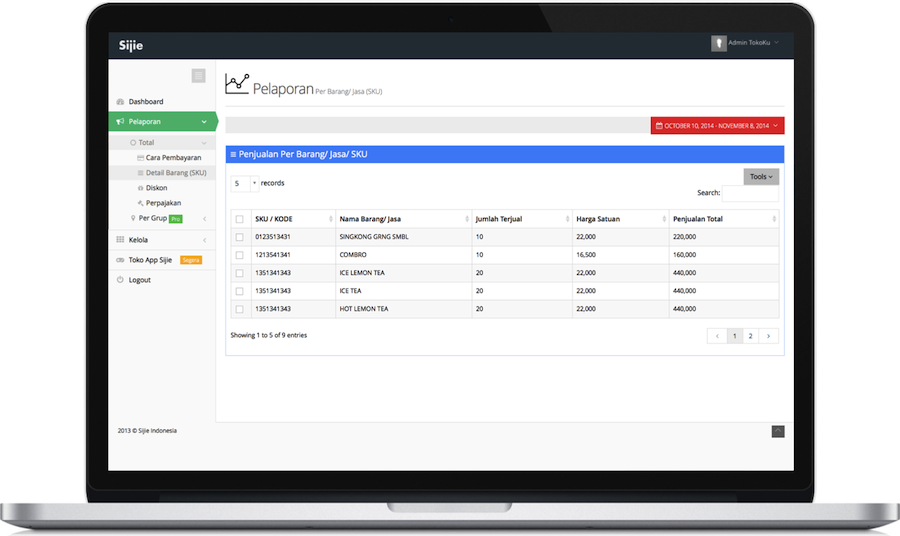 Sijie
Admin TokoKu
Dashboard
Pelaporan
Total
Cara Pembayaran
Detail Barang (SKU)
Diskon
Perpajakan
Per Grup Pro
Kelola
Toko App Sijie Segera
Logout
Pelaporan Per Barang/ Jasa (SKU)
OCTOBER 10, 2014 - NOVEMBER 8, 2014
Penjualan Per Barang/ Jasa/ SKU
Tools
5 records
Search:
SKU / KODE Nama Barang/ Jasa Jumlah Terjual Harga Satuan Penjualan Total
0123513431 SINGKONG GRNG SMBL 10 22,000 220,000
1213541341 COMBRO 10 16,500 160,000
1351341343 ICE LEMON TEA 20 22,000 440,000
1351341343 ICE TEA 20 22,000 440,000
1351341343 HOT LEMON TEA 20 22,000 440,000
Showing 1 to 5 of 9 entries
1 2
2013 © Sijie Indonesia